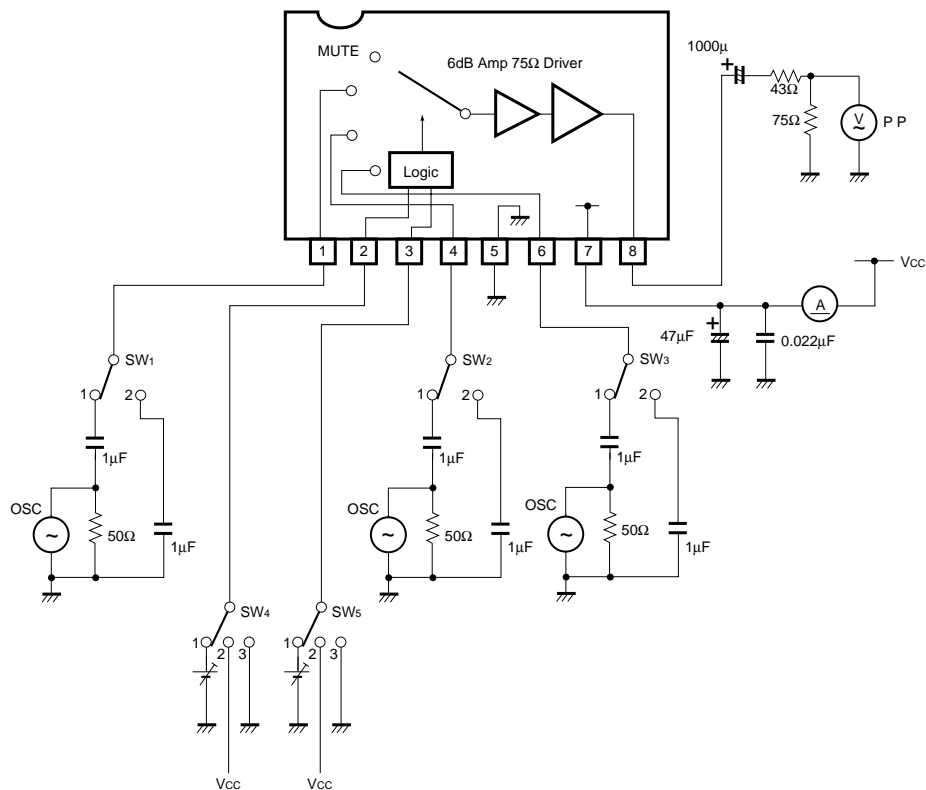 MUTE
6dB Amp 75Ω Driver
Logic
1 2 3 4 5 6 7 8
1000μ
+
43Ω
75Ω
V
~
P P
VCC
A
+
47μF
0.022μF
SW1
1 2
1μF
OSC
~
50Ω
1μF
SW2
1 2
1μF
OSC
~
50Ω
1μF
SW3
1 2
1μF
OSC
~
50Ω
1μF
SW4
1 2 3
VCC
SW5
1 2 3
VCC